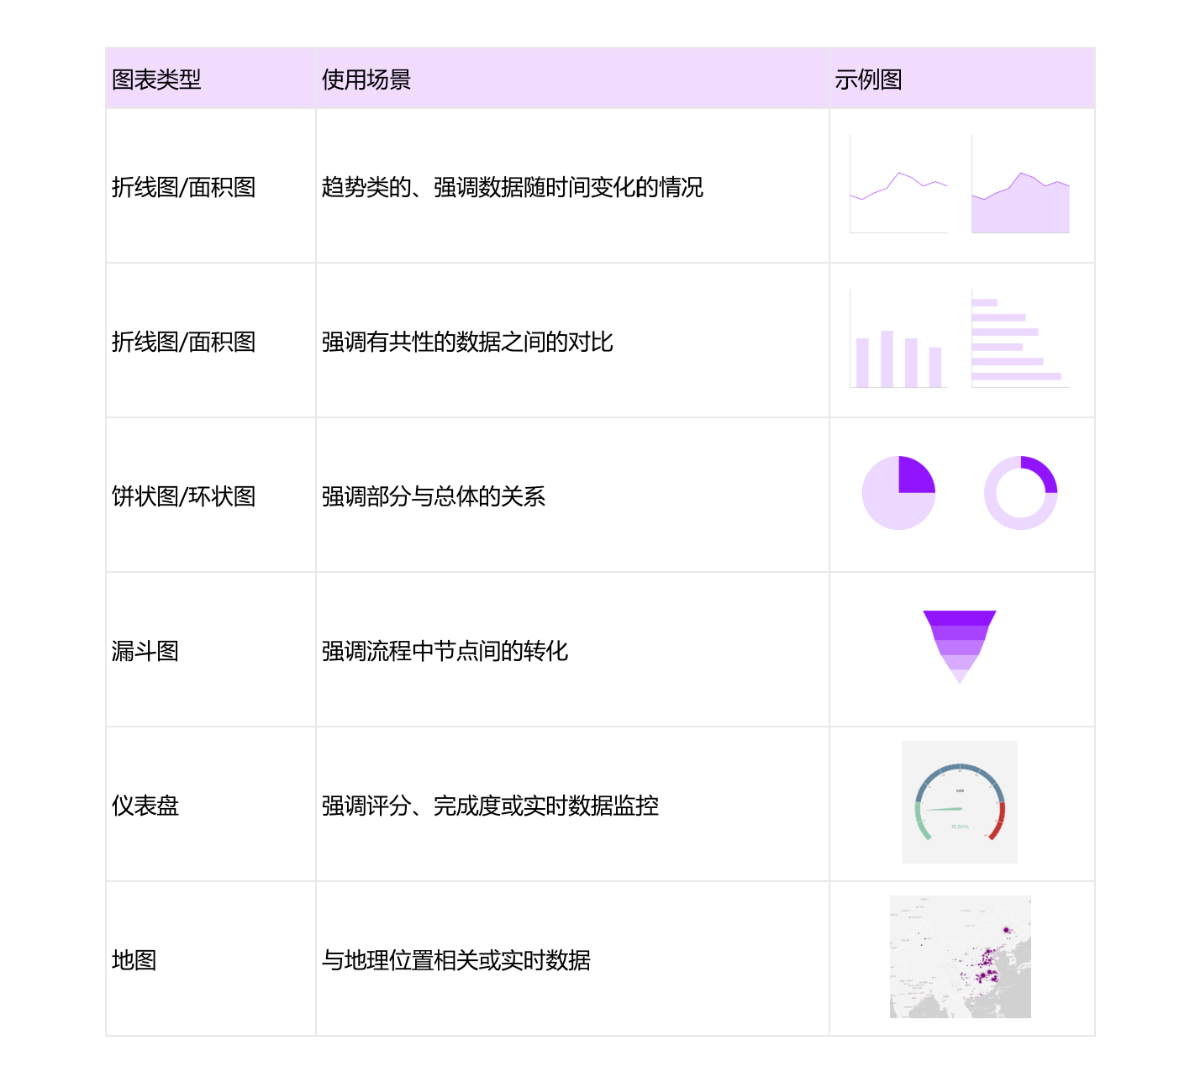 图表类型 使用场景 示例图
折线图/面积图 趋势类的、强调数据随时间变化的情况
折线图/面积图 强调有共性的数据之间的对比
饼状图/环状图 强调部分与总体的关系
漏斗图 强调流程中节点间的转化
仪表盘 强调评分、完成度或实时数据监控
地图 与地理位置相关或实时数据